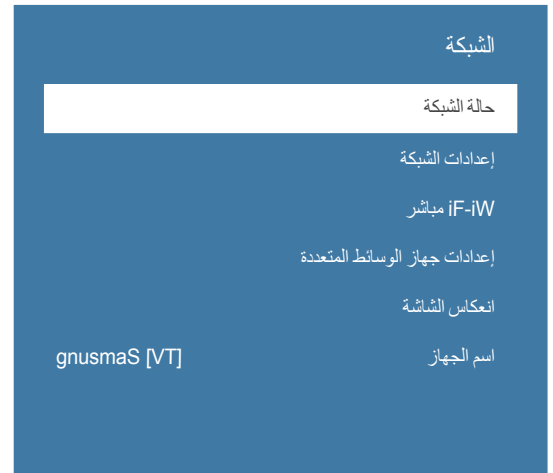 الشبكة
حالة الشبكة
إعدادات الشبكة
iF-iW مباشر
إعدادات جهاز الوسائط المتعددة
انعكاس الشاشة
اسم الجهاز gnusmaS [VT]